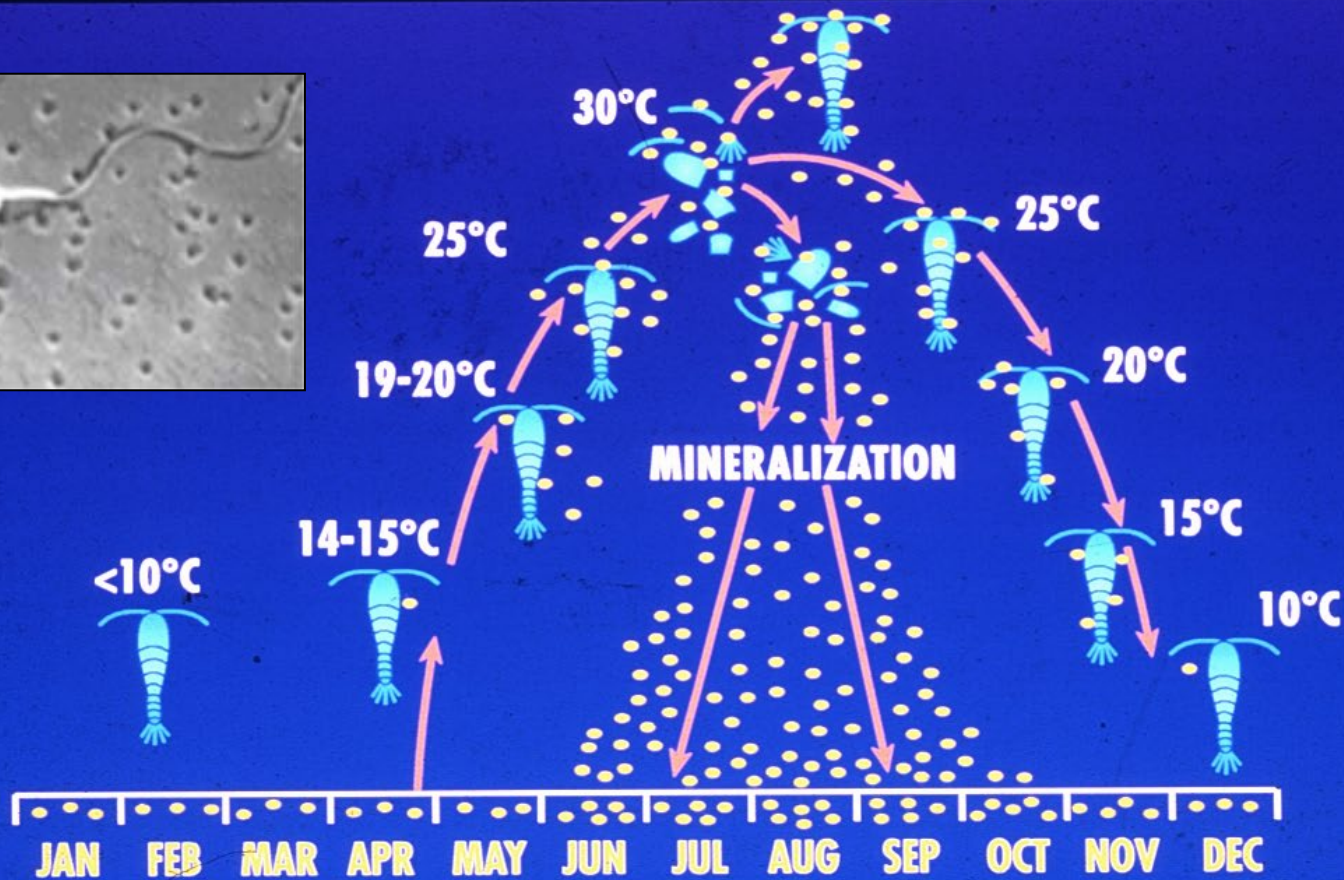 30°C
25°C
25°C
19-20°C
20°C
MINERALIZATION
14-15°C
15°C
<10°C
10°C
JAN FEB MAR APR MAY JUN JUL AUG SEP OCT NOV DEC